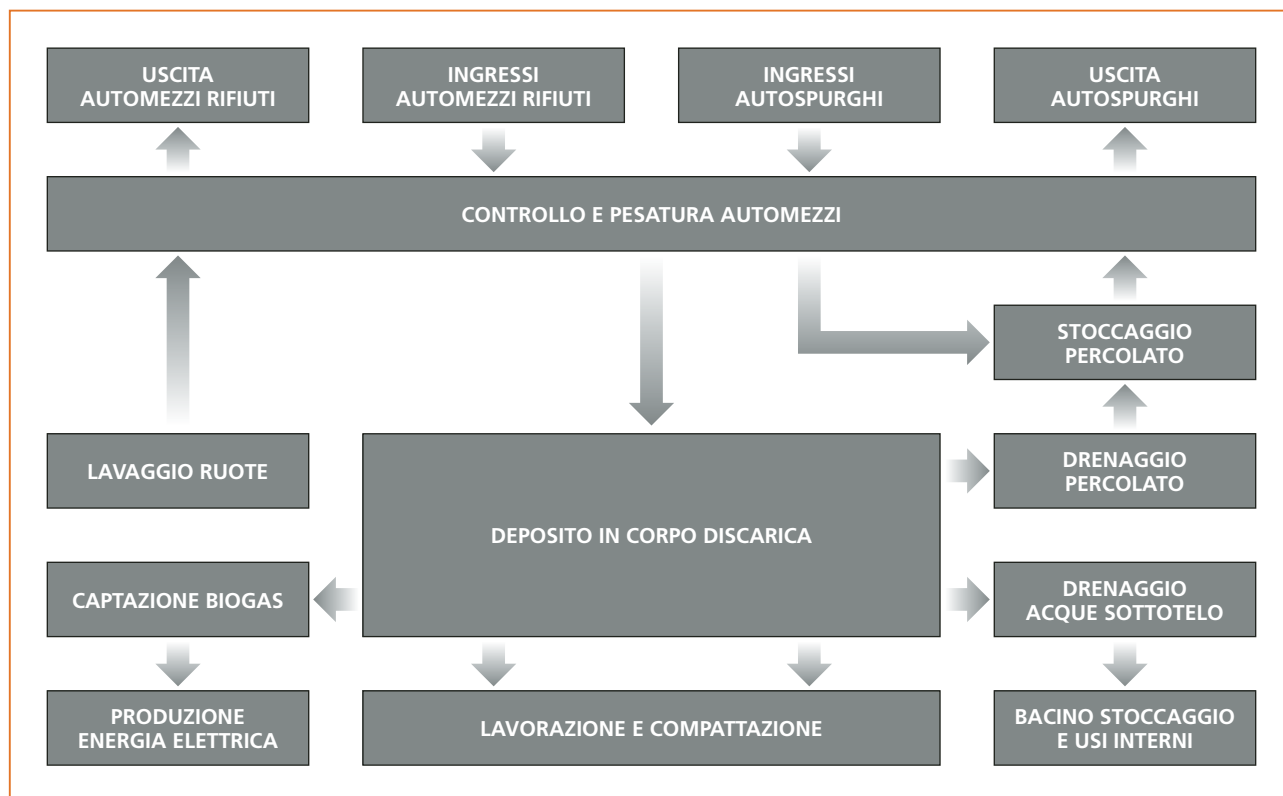 USCITA
AUTOMEZZI RIFIUTI
INGRESSI
AUTOMEZZI RIFIUTI
INGRESSI
AUTOSPURGHI
USCITA
AUTOSPURGHI
CONTROLLO E PESATURA AUTOMEZZI
STOCCAGGIO
PERCOLATO
LAVAGGIO RUOTE
DEPOSITO IN CORPO DISCARICA
DRENAGGIO
PERCOLATO
CAPTAZIONE BIOGAS
DRENAGGIO
ACQUE SOTTOTELO
PRODUZIONE
ENERGIA ELETTRICA
LAVORAZIONE E COMPATTAZIONE
BACINO STOCCAGGIO
E USI INTERNI